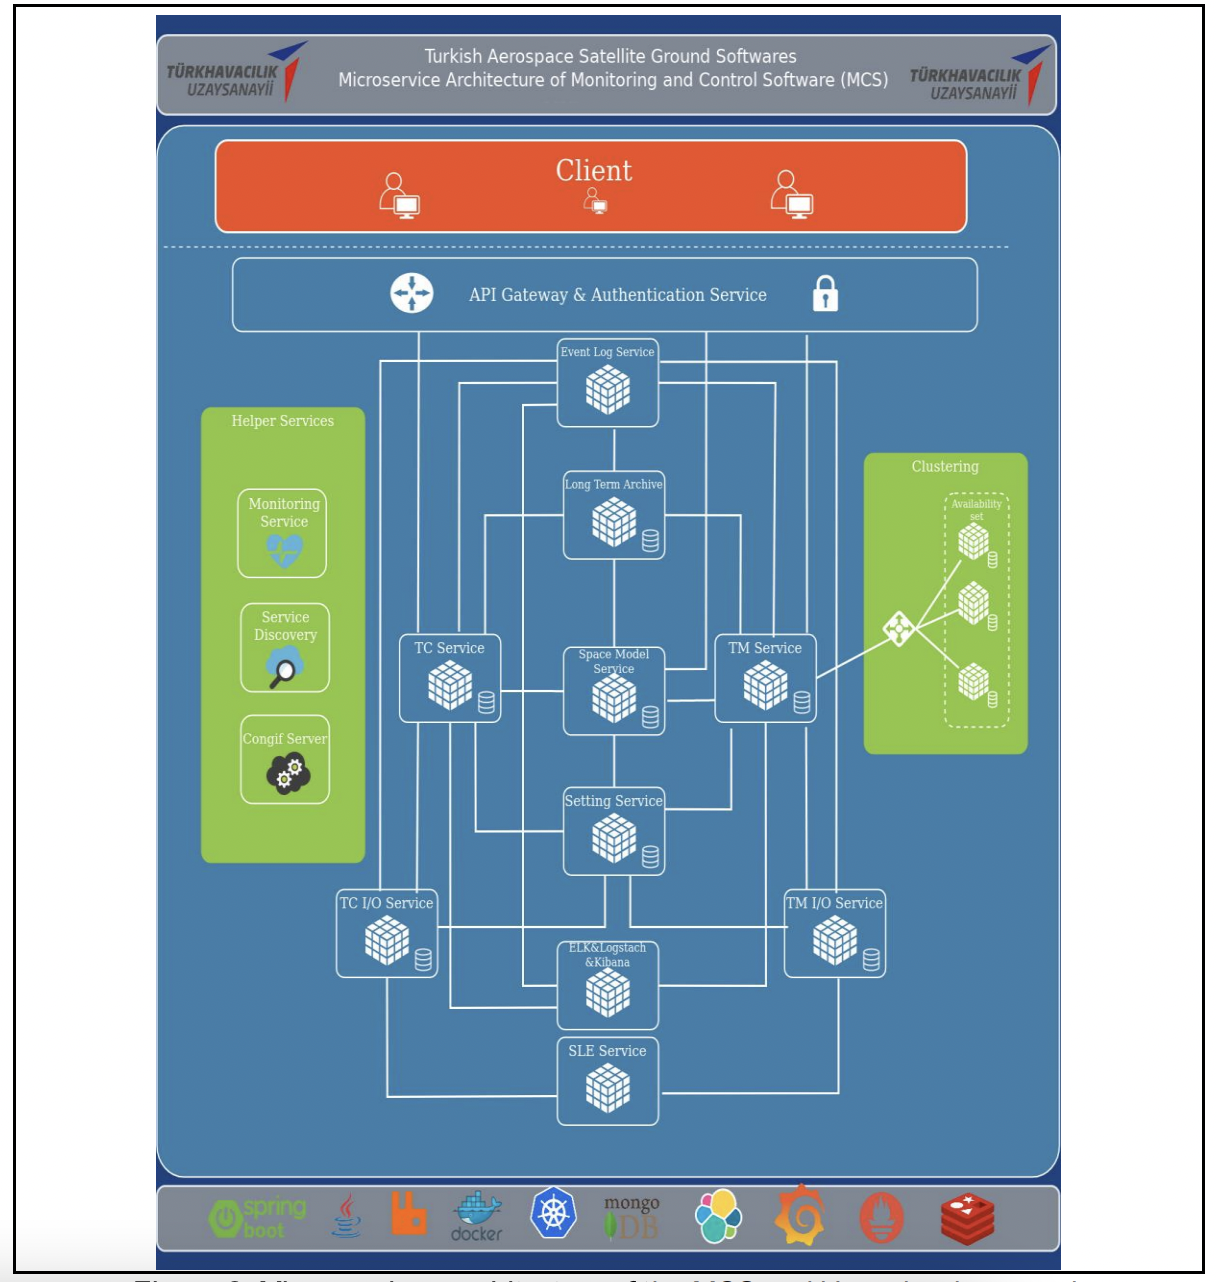 Turkish Aerospace Satellite Ground Softwares
Microservice Architecture of Monitoring and Control Software (MCS)
TÜRKHAVACILIK
UZAYSANAYİİ
TÜRKHAVACILIK
UZAYSANAYİİ
Client
API Gateway & Authentication Service
Event Log Service
Helper Services
Monitoring
Service
Service
Discovery
Congif Server
Long Term Archive
Clustering
Availability
set
TC Service
Space Model
Service
TM Service
Setting Service
TC I/O Service
TM I/O Service
ELK&Logstach
&Kibana
SLE Service
spring
boot
docker
mongo
DB